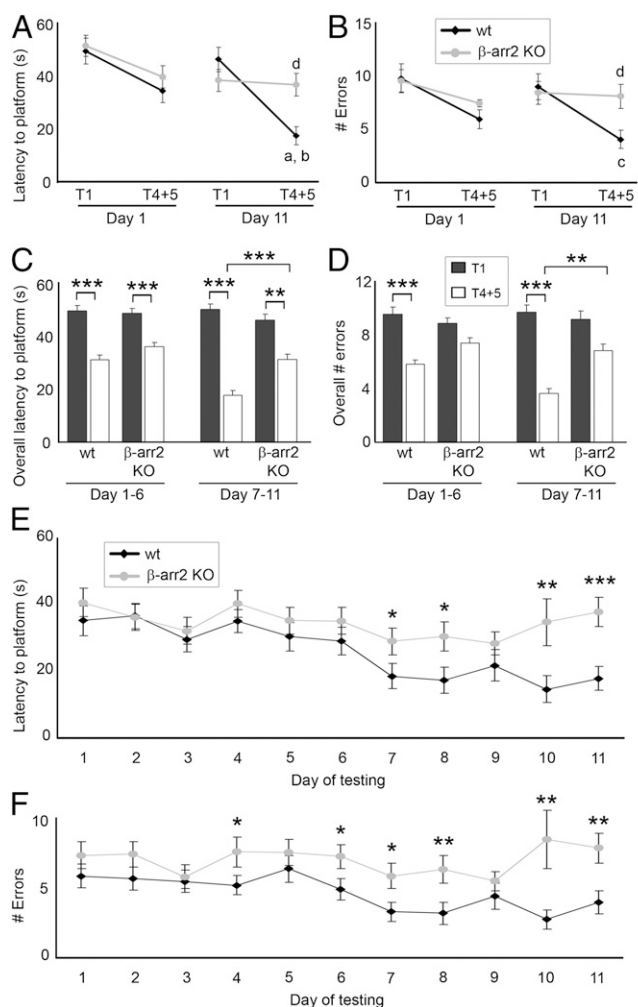 A
B
60
40
20
0
Latency to platform (s)
d
a, b
T1 T4+5 T1 T4+5
Day 1 Day 11
15
10
5
0
# Errors
wt
β-arr2 KO
d
c
T1 T4+5 T1 T4+5
Day 1 Day 11
C
60
40
20
0
Overall latency to platform (s)
*** *** *** *** **
wt β-arr2 KO wt β-arr2 KO
Day 1-6 Day 7-11
D
12
9
6
3
0
Overall # errors
T1
T4+5
*** *** **
wt β-arr2 KO wt β-arr2 KO
Day 1-6 Day 7-11
E
60
40
20
0
Latency to platform (s)
wt
β-arr2 KO
* * ** ***
1 2 3 4 5 6 7 8 9 10 11
Day of testing
F
10
5
0
# Errors
* * * ** ** **
1 2 3 4 5 6 7 8 9 10 11
Day of testing